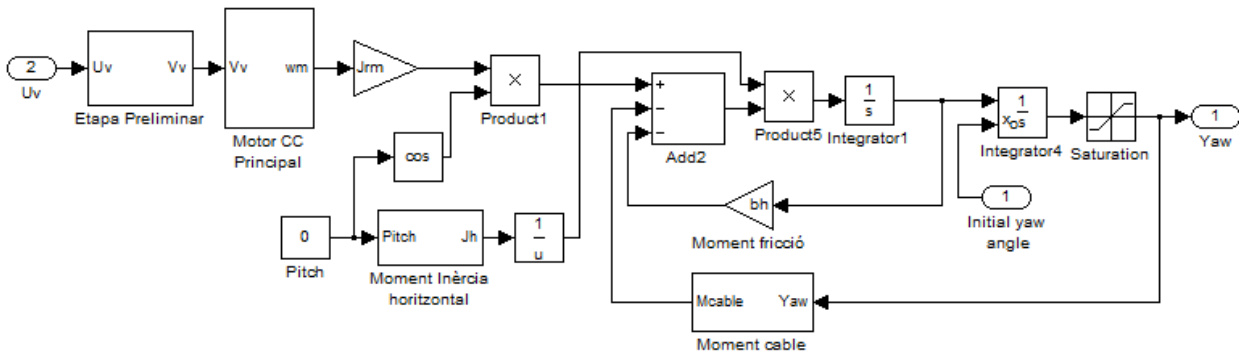 2
Uv
Uv Vv
Etapa Preliminar
Vv wm
Motor CC
Principal
Jrm
×
Product1
cos
0
Pitch
Pitch Jh
Moment Inèrcia
horitzontal
1
u
+
−
−
Add2
×
Product5
1
s
Integrator1
xo 1
s
Integrator4
Saturation
1
Yaw
1
Initial yaw
angle
bh
Moment fricció
Mcable Yaw
Moment cable